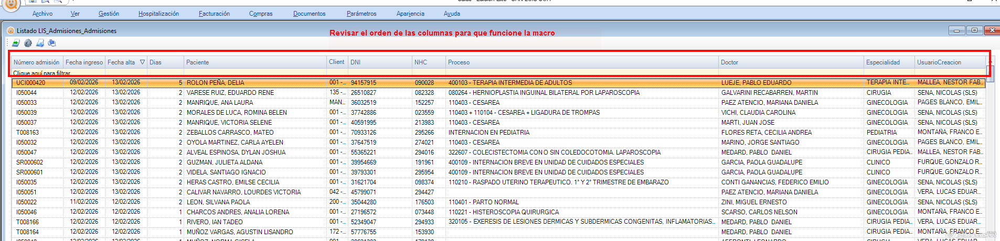 Archivo Ver Gestión Hospitalización Facturación Compras Documentos Parámetros Apariencia Ayuda
Listado LIS_Admisiones_Admisiones
Revisar el orden de las columnas para que funcione la macro
Número admisión Fecha ingreso Fecha alta Dias Paciente Client DNI NHC Proceso Doctor Especialidad UsuarioCreacion
Clique aquí para filtrar
UCI000420 09/02/2026 13/02/2026 5 ROLON PEÑA, DELIA 001 -... 94157915 090028 400103 - TERAPIA INTERMEDIA DE ADULTOS LUEJE, PABLO EDUARDO TERAPIA INTE... MALLEA, NESTOR FAB...
I050044 12/02/2026 13/02/2026 2 VARESE RUIZ, EDUARDO RENE 135 -... 26510827 082328 080264 - HERNIOPLASTIA INGUINAL BILATERAL POR LAPAROSCOPIA GALVARINI RECABARREN, MARTIN CIRUGIA SENA, NICOLAS (SLS)
I050033 12/02/2026 13/02/2026 2 MANRIQUE, ANA LAURA MAN... 36032519 152257 110403 - CESAREA PAEZ ATENCIO, MARIANA DANIELA GINECOLOGIA PAGES BLANCO, EMIL...
I050039 12/02/2026 13/02/2026 2 MORALES DE LUCA, ROMINA BELEN 001 -... 37742886 023559 110403 + 110104 - CESAREA + LIGADURA DE TROMPAS VICHI, CLAUDIA CAROLINA GINECOLOGIA SENA, NICOLAS (SLS)
I050037 12/02/2026 13/02/2026 2 MANRIQUE, VICTORIA SELENE 001 -... 40591995 213983 110403 - CESAREA MARTI, JUAN JOSE GINECOLOGIA SENA, NICOLAS (SLS)
T008163 12/02/2026 13/02/2026 2 ZEBALLOS CARRASCO, MATEO 001 -... 70933126 295266 INTERNACION EN PEDIATRIA FLORES RETA, CECILIA ANDREA PEDIATRIA MONTAÑA, FRANCO E...
I050032 12/02/2026 13/02/2026 2 OYOLA MARTINEZ, CARLA AYELEN 001 -... 37647519 274021 110403 - CESAREA MARINO, JORGE SANTIAGO GINECOLOGIA PAGES BLANCO, EMIL...
I050047 12/02/2026 13/02/2026 2 ALVEAL ESPINOSA, DYLAN JOSHUA 001 -... 55365221 294016 322607 - COLECISTECTOMIA CON O SIN COLEDOCOTOMIA. LAPAROSCOPIA MEDARD, PABLO DANIEL CIRUGIA PEDIA... MALLEA, NESTOR FAB...
SR000602 12/02/2026 13/02/2026 2 GUZMAN, JULIETA ALDANA 001 -... 39954669 191961 400109 - INTERNACION BREVE EN UNIDAD DE CUIDADOS ESPECIALES GARCIA, PAOLA GUADALUPE CLINICO FURQUE, GONZALO R...
SR000601 12/02/2026 13/02/2026 2 VIDELA, SANTIAGO IGNACIO 001 -... 39793301 295954 400109 - INTERNACION BREVE EN UNIDAD DE CUIDADOS ESPECIALES GARCIA, PAOLA GUADALUPE CLINICO FURQUE, GONZALO R...
I050035 12/02/2026 13/02/2026 2 HERAS CASTRO, EMILSE CECILIA 001 -... 31621704 098374 110210 - RASPADO UTERINO TERAPEUTICO. 1° Y 2° TRIMESTRE DE EMBARAZO CONTI GANANCIAS, FEDERICO EMILIO GINECOLOGIA SENA, NICOLAS (SLS)
I050051 12/02/2026 13/02/2026 2 CALIVAR NAVARRO, LOURDES VICTORIA 042 -... 45799071 294427 PAEZ ATENCIO, MARIANA DANIELA GINECOLOGIA VERA, LUCAS EDUAR...
I050022 11/02/2026 12/02/2026 2 LEON, SILVANA PAOLA 200 -... 35044280 176503 110401 - PARTO NORMAL ZINI, MIGUEL ERNESTO GINECOLOGIA SENA, NICOLAS (SLS)
I050046 12/02/2026 12/02/2026 1 CHARCOS ANDRES, ANALIA LORENA 001 -... 27196572 073448 110221 - HISTEROSCOPIA QUIRURGICA SCARSO, CARLOS NELSON GINECOLOGIA MONTAÑA, FRANCO E...
T008166 12/02/2026 12/02/2026 1 RIVERO, IAN TADEO 001 -... 52349047 294933 320105 - EXERESIS DE LESIONES DERMICAS Y SUBDERMICAS CONGENITAS, INFLAMATORIAS... MEDARD, PABLO DANIEL CIRUGIA PEDIA... VERA, LUCAS EDUAR...
T008164 12/02/2026 12/02/2026 1 MUÑOZ VARGAS, AGUSTIN LISANDRO 172 -... 57776755 153930 MEDARD, PABLO DANIEL CIRUGIA PEDIA... MONTAÑA, FRANCO E...